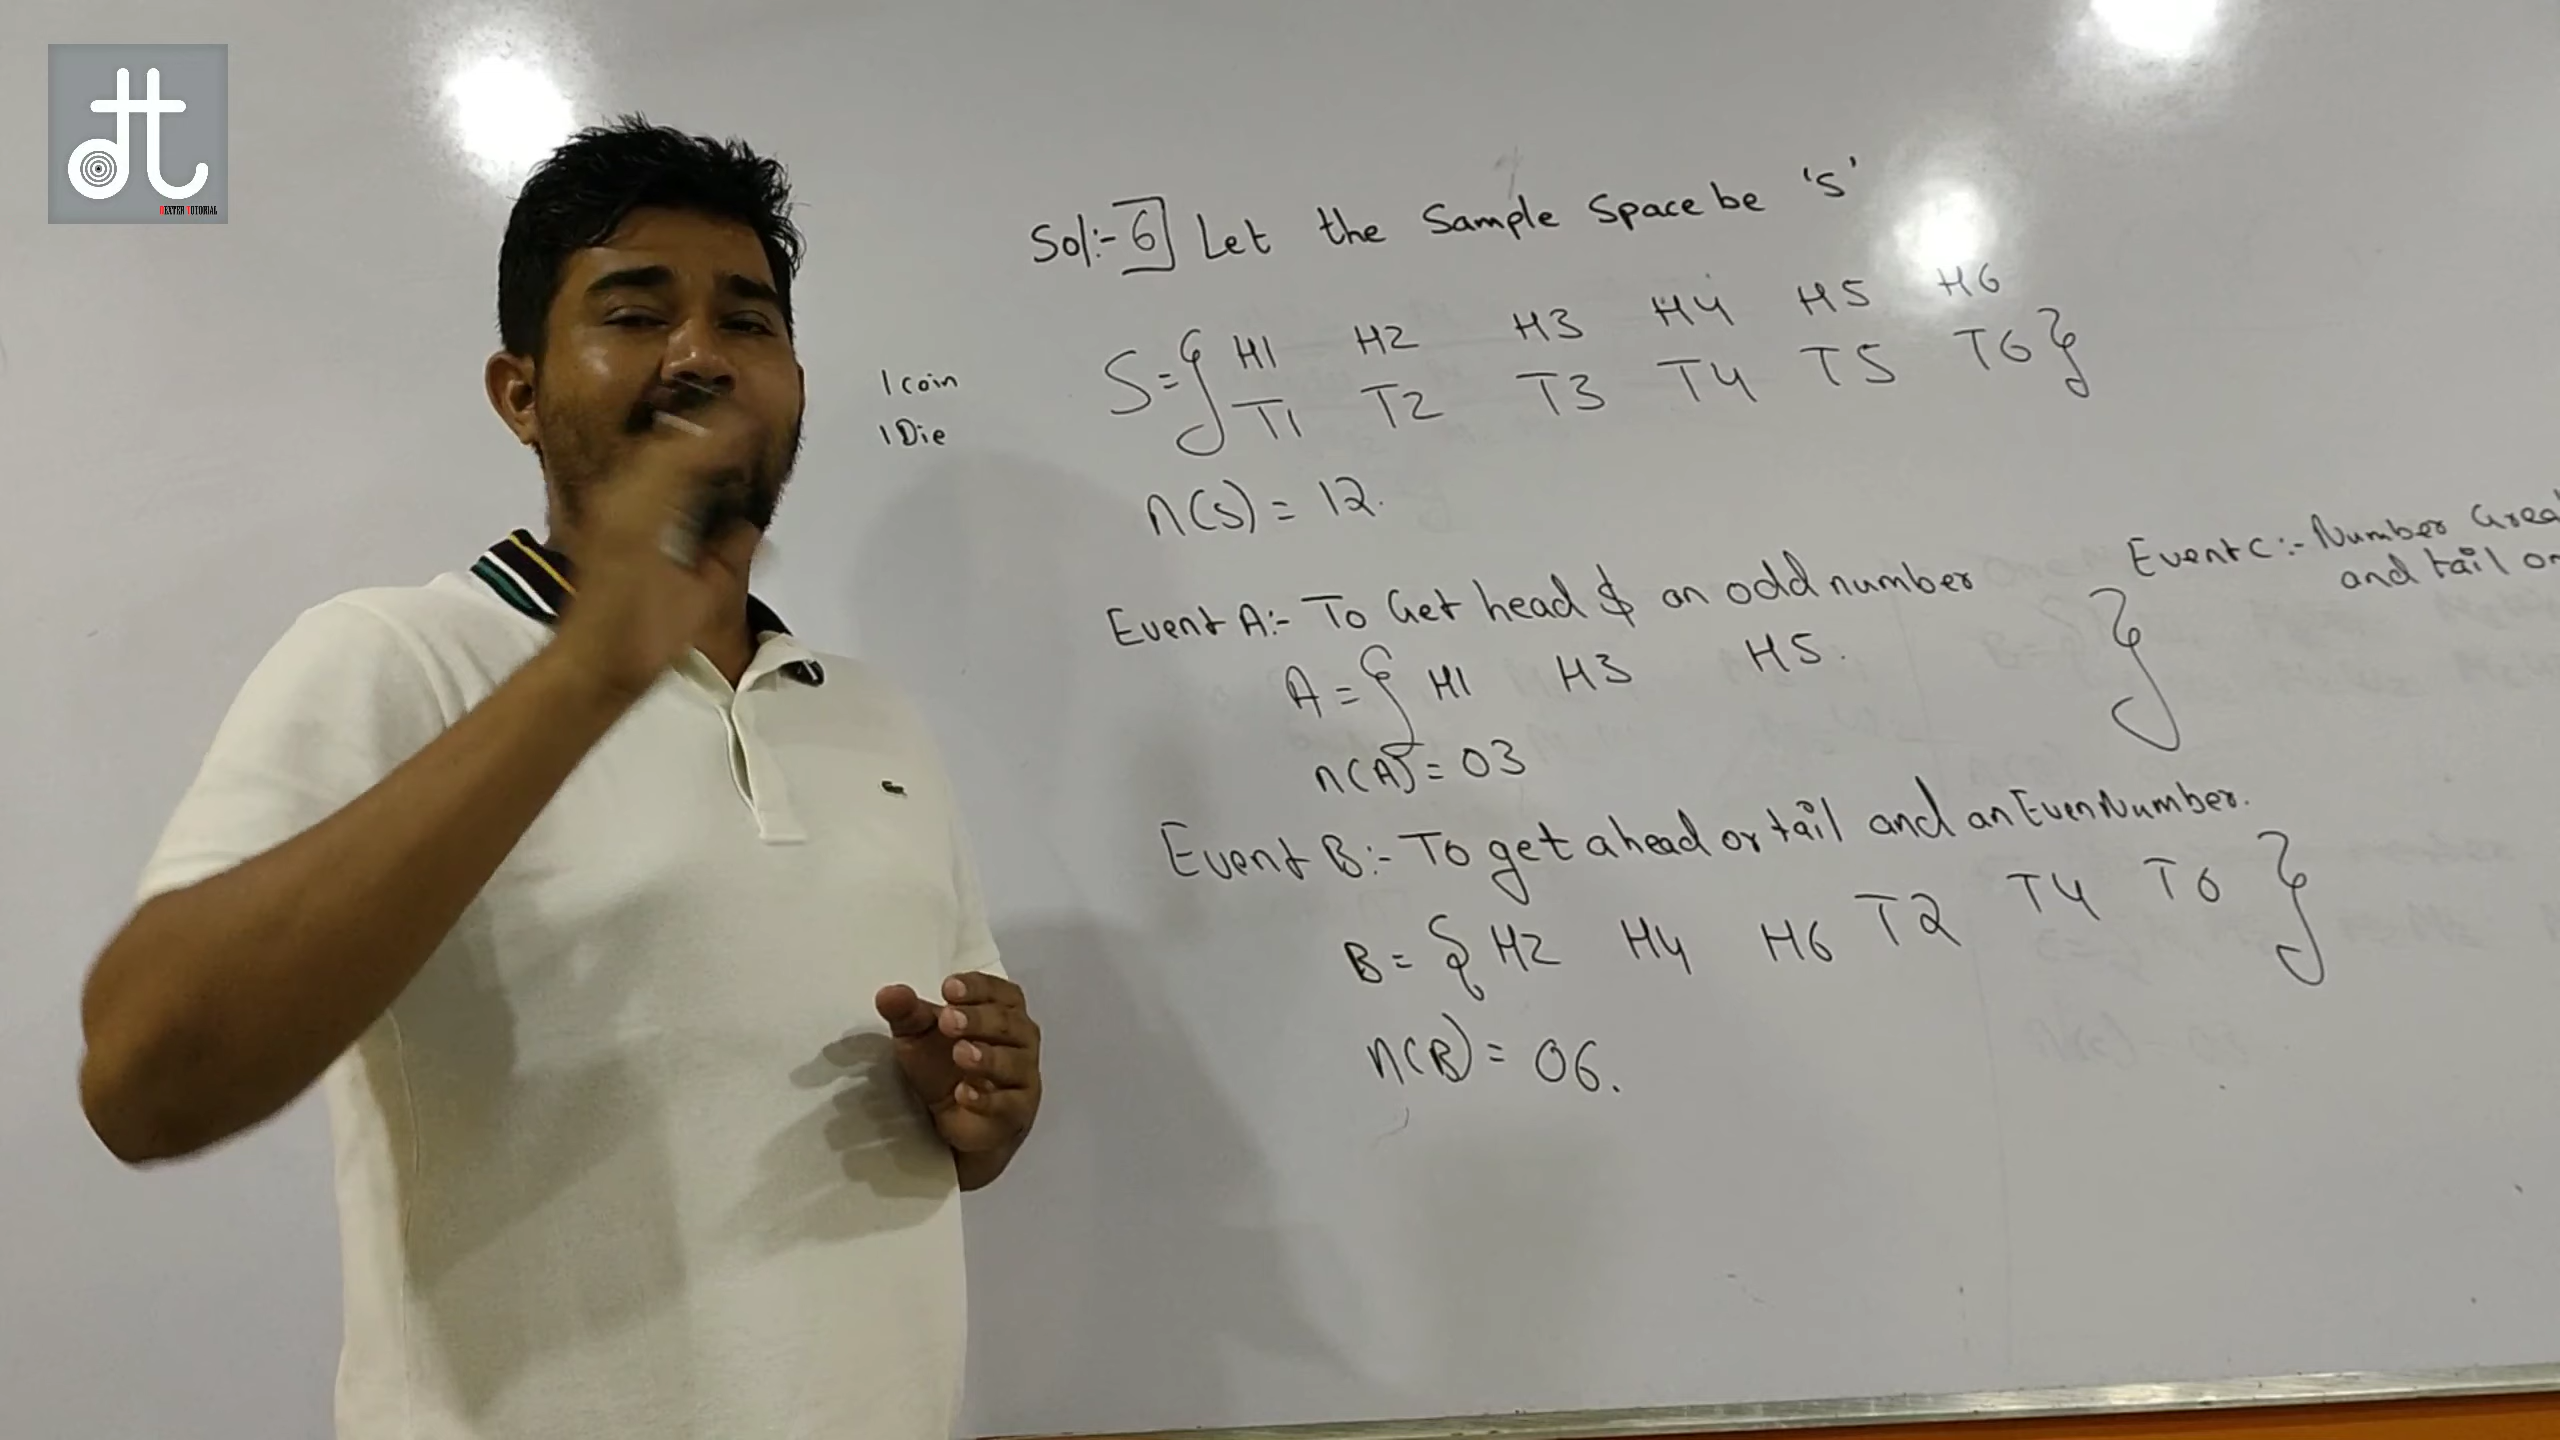 DEXTER TUTORIAL
Sol:- 6] Let the Sample Space be 'S'
1 coin
1 Die
S={ H1 H2 H3 H4 H5 H6
T1 T2 T3 T4 T5 T6 }
n(S) = 12.
Event A:- To Get head & an odd number
A = { H1 H3 H5. }
n(A) = 03
Event B:- To get a head or tail and an Even Number.
B = { H2 H4 H6 T2 T4 T6 }
n(B) = 06.
Event C:- Number
and tail